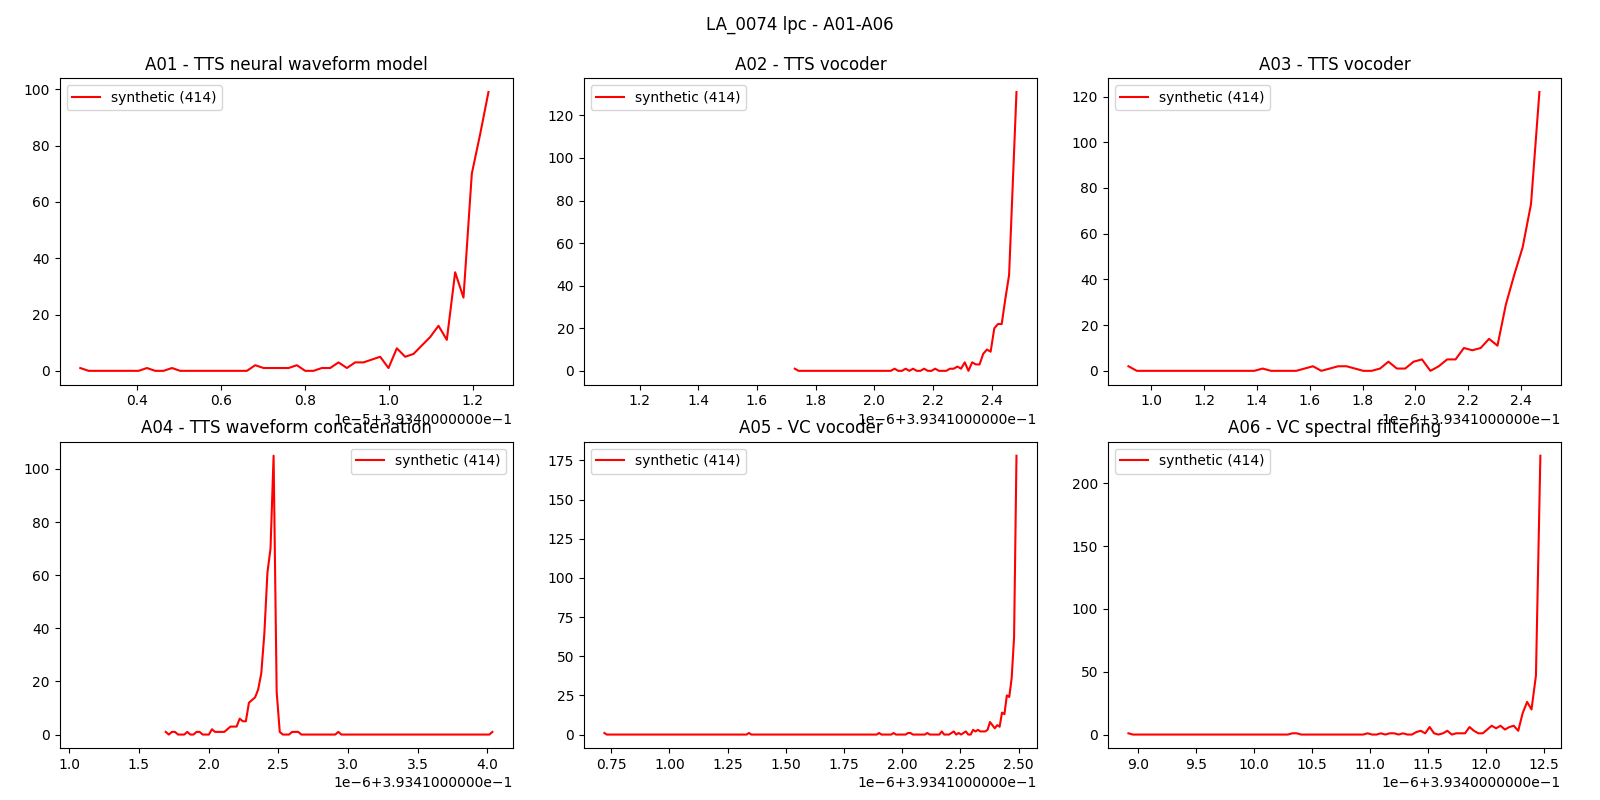 LA_0074 lpc - A01-A06
A01 - TTS neural waveform model
synthetic (414)
100
80
60
40
20
0
0.4 0.6 0.8 1.0 1.2
1e-5+3.9340000000e-1
A02 - TTS vocoder
synthetic (414)
120
100
80
60
40
20
0
1.2 1.4 1.6 1.8 2.0 2.2 2.4
1e-6+3.9341000000e-1
A03 - TTS vocoder
synthetic (414)
120
100
80
60
40
20
0
1.0 1.2 1.4 1.6 1.8 2.0 2.2 2.4
1e-6+3.9341000000e-1
A04 - TTS waveform concatenation
synthetic (414)
100
80
60
40
20
0
1.0 1.5 2.0 2.5 3.0 3.5 4.0
1e-6+3.9341000000e-1
A05 - VC vocoder
synthetic (414)
175
150
125
100
75
50
25
0
0.75 1.00 1.25 1.50 1.75 2.00 2.25 2.50
1e-6+3.9341000000e-1
A06 - VC spectral filtering
synthetic (414)
200
150
100
50
0
9.0 9.5 10.0 10.5 11.0 11.5 12.0 12.5
1e-6+3.9340000000e-1